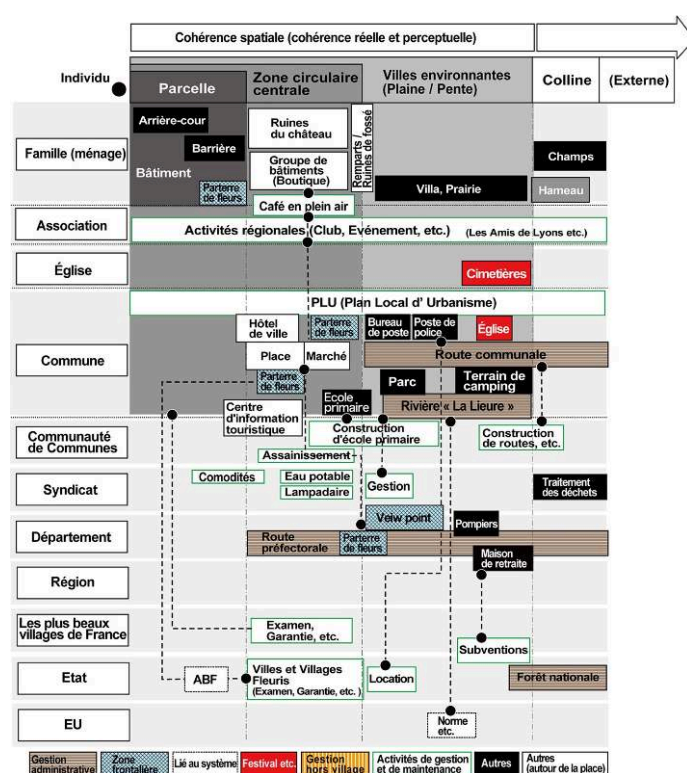 Cohérence spatiale (cohérence réelle et perceptuelle)
Individu
Parcelle
Zone circulaire
centrale
Villes environnantes
(Plaine / Pente)
Colline
(Externe)
Famille (ménage)
Arrière-cour
Barrière
Bâtiment
Parterre
de fleurs
Ruines
du château
Groupe de
bâtiments
(Boutique)
Remparts /
Ruines de fossé
Villa, Prairie
Champs
Hameau
Café en plein air
Association
Activités régionales (Club, Evénement, etc.) (Les Amis de Lyons etc.)
Église
Cimetières
PLU (Plan Local d' Urbanisme)
Commune
Hôtel
de ville
Parterre
de fleurs
Bureau
de poste
Poste de
police
Église
Place
Marché
Route communale
Parterre
de fleurs
Parc
Terrain de
camping
Ecole
primaire
Rivière « La Lieure »
Centre
d'information
touristique
Communauté
de Communes
Construction
d'école primaire
Construction
de routes, etc.
Assainissement
Syndicat
Comodités
Eau potable
Lampadaire
Gestion
Traitement
des déchets
Département
Veiw point
Pompiers
Route
préfectorale
Parterre
de fleurs
Région
Maison
de retraite
Les plus beaux
villages de France
Examen,
Garantie, etc.
Subventions
Etat
ABF
Villes et Villages
Fleuris
(Examen, Garantie, etc.)
Location
Forêt nationale
EU
Norme
etc.
Gestion
administrative
Zone
frontalière
Lié au système
Festival etc.
Gestion
hors village
Activités de gestion
et de maintenance
Autres
Autres
(autour de la place)